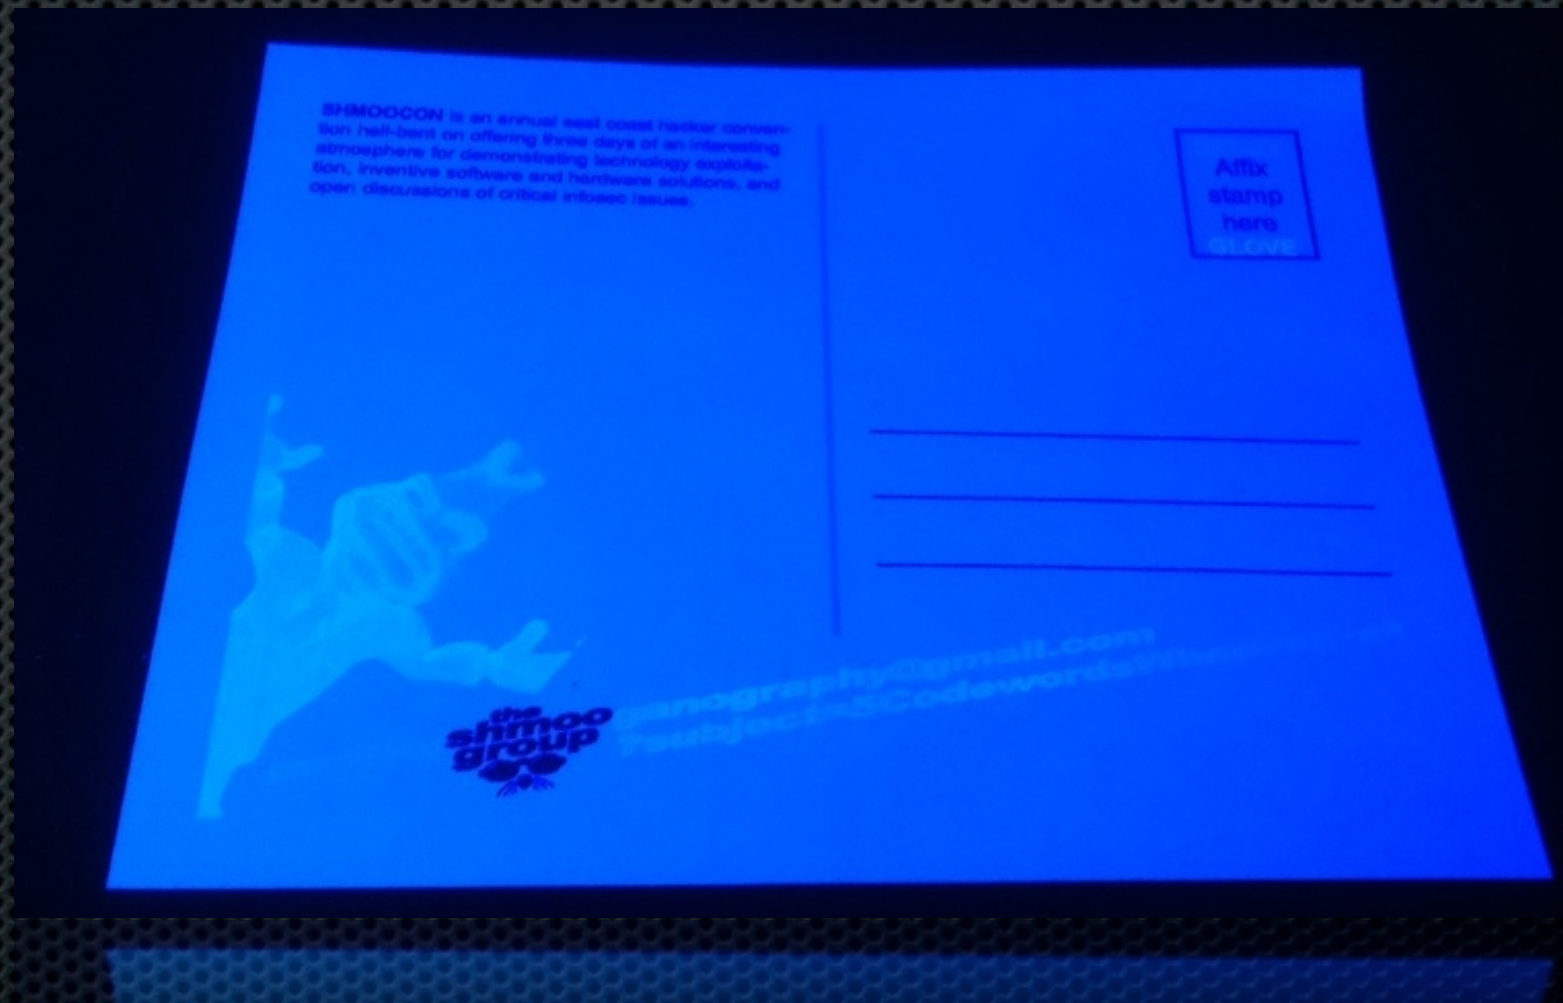 SHMOOCON is an annual east coast hacker conven-
tion hell-bent on offering three days of an interesting
atmosphere for demonstrating technology exploita-
tion, inventive software and hardware solutions, and
open discussions of critical infosec issues.
Affix
stamp
here
GLOVE
ganography@gmail.com
?subject=5Codewords
the
shmoo
group